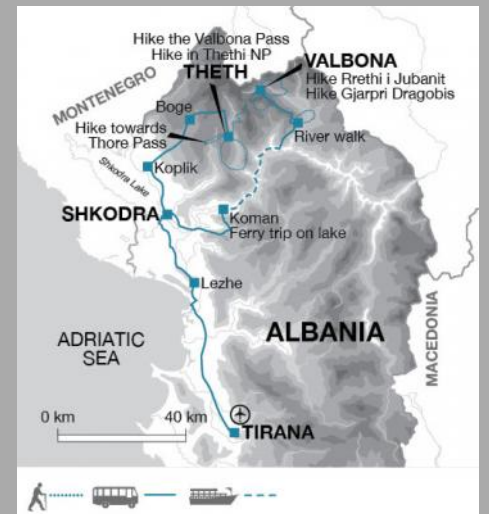 Hike the Valbona Pass
Hike in Thethi NP
THETH
VALBONA
Hike Rrethi i Jubanit
Hike Gjarpri Dragobis
MONTENEGRO
Boge
Hike towards
Thore Pass
River walk
Koplik
Shkodra Lake
SHKODRA
Koman
Ferry trip on lake
Lezhe
ALBANIA
MACEDONIA
ADRIATIC
SEA
0 km
40 km
TIRANA